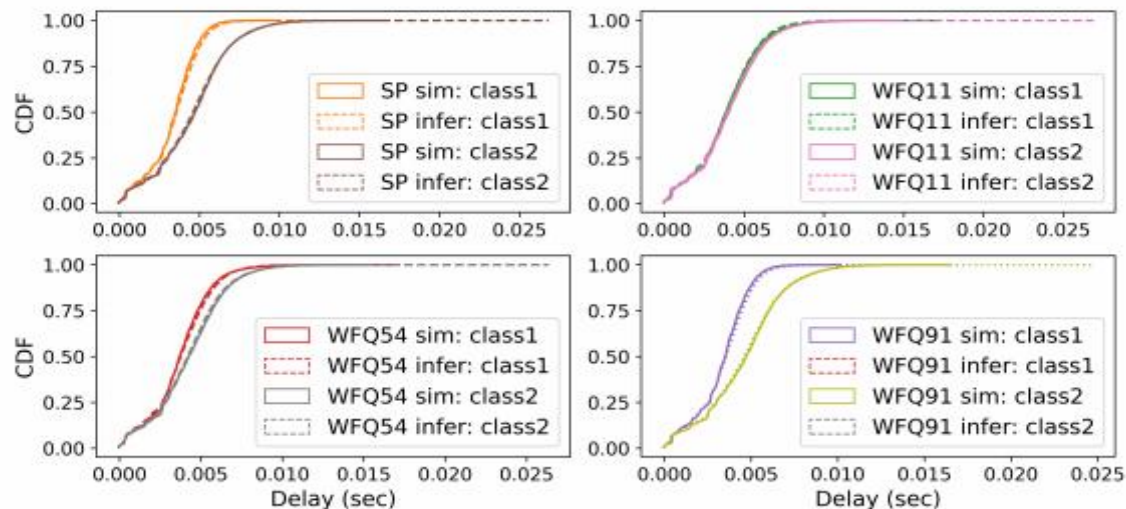 CDF
1.00
0.75
0.50
0.25
0.00
SP sim: class1
SP infer: class1
SP sim: class2
SP infer: class2
0.000 0.005 0.010 0.015 0.020 0.025
1.00
0.75
0.50
0.25
0.00
WFQ11 sim: class1
WFQ11 infer: class1
WFQ11 sim: class2
WFQ11 infer: class2
0.000 0.005 0.010 0.015 0.020 0.025
CDF
1.00
0.75
0.50
0.25
0.00
WFQ54 sim: class1
WFQ54 infer: class1
WFQ54 sim: class2
WFQ54 infer: class2
0.000 0.005 0.010 0.015 0.020 0.025
Delay (sec)
1.00
0.75
0.50
0.25
0.00
WFQ91 sim: class1
WFQ91 infer: class1
WFQ91 sim: class2
WFQ91 infer: class2
0.000 0.005 0.010 0.015 0.020 0.025
Delay (sec)